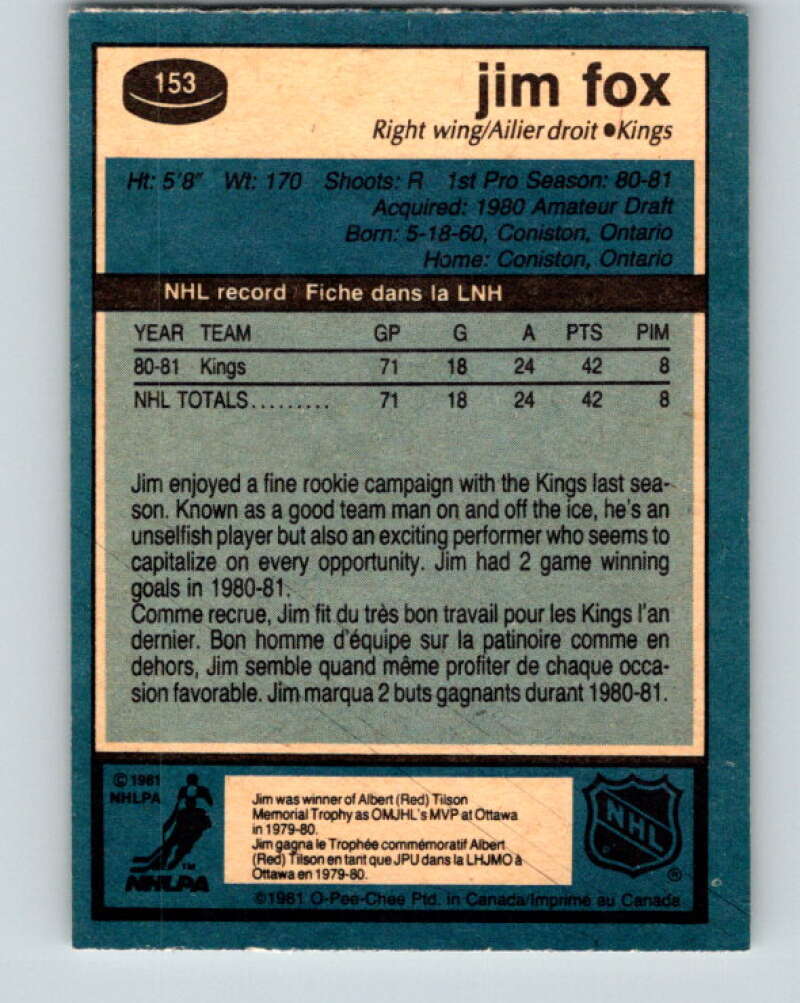 153
jim fox
Right wing/Ailier droit •Kings
Ht: 5'8" Wt: 170 Shoots: R 1st Pro Season: 80-81
Acquired: 1980 Amateur Draft
Born: 5-18-60, Coniston, Ontario
Home: Coniston, Ontario
NHL record Fiche dans la LNH
YEAR TEAM GP G A PTS PIM
80-81 Kings 71 18 24 42 8
NHL TOTALS......... 71 18 24 42 8
Jim enjoyed a fine rookie campaign with the Kings last sea-
son. Known as a good team man on and off the ice, he's an
unselfish player but also an exciting performer who seems to
capitalize on every opportunity. Jim had 2 game winning
goals in 1980-81.
Comme recrue, Jim fit du très bon travail pour les Kings l'an
dernier. Bon homme d'équipe sur la patinoire comme en
dehors, Jim semble quand même profiter de chaque occa-
sion favorable. Jim marqua 2 buts gagnants durant 1980-81.
© 1981
NHLPA
NHLPA
TM
Jim was winner of Albert (Red) Tilson
Memorial Trophy as OMJHL's MVP at Ottawa
in 1979-80.
Jim gagna le Trophée commémoratif Albert
(Red) Tilson en tant que JPU dans la LHJMO à
Ottawa en 1979-80.
NHL
®
©1981 O-Pee-Chee Ptd. in Canada/Imprimé au Canada